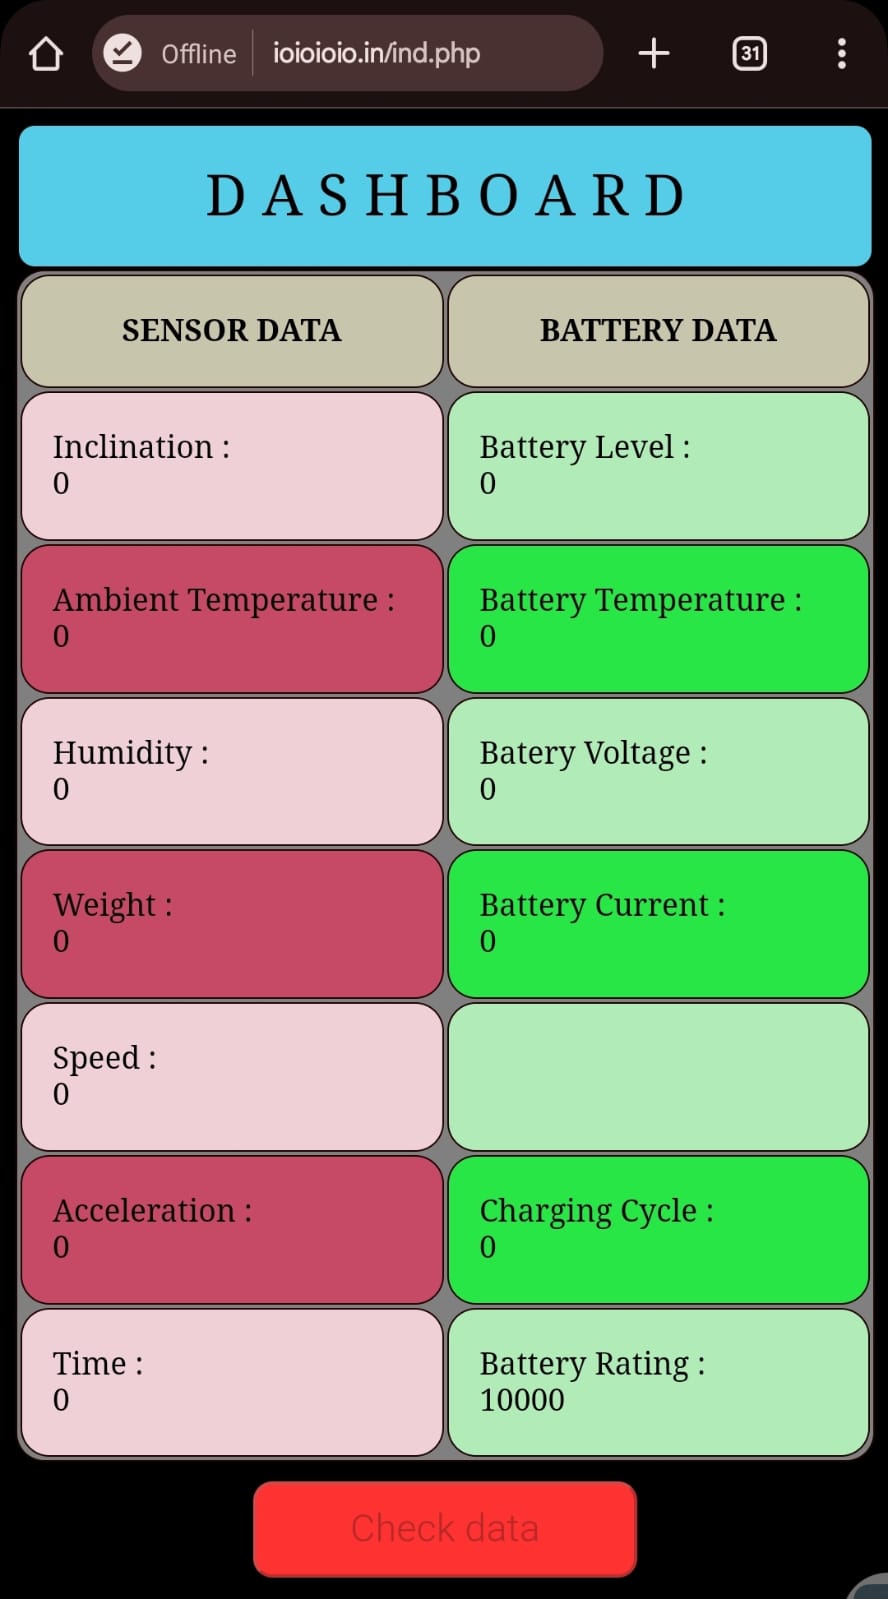 Offline ioioioio.in/ind.php 31
DASHBOARD
SENSOR DATA
BATTERY DATA
Inclination :
0
Battery Level :
0
Ambient Temperature :
0
Battery Temperature :
0
Humidity :
0
Batery Voltage :
0
Weight :
0
Battery Current :
0
Speed :
0
Acceleration :
0
Charging Cycle :
0
Time :
0
Battery Rating :
10000
Check data